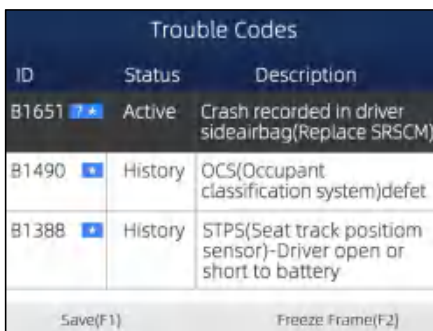 Trouble Codes
ID Status Description
B1651 ? ★ Active Crash recorded in driver
sideairbag(Replace SRSCM)
B1490 ★ History OCS(Occupant
classification system)defet
B1388 ★ History STPS(Seat track positiom
sensor)-Driver open or
short to battery
Save(F1) Freeze Frame(F2)